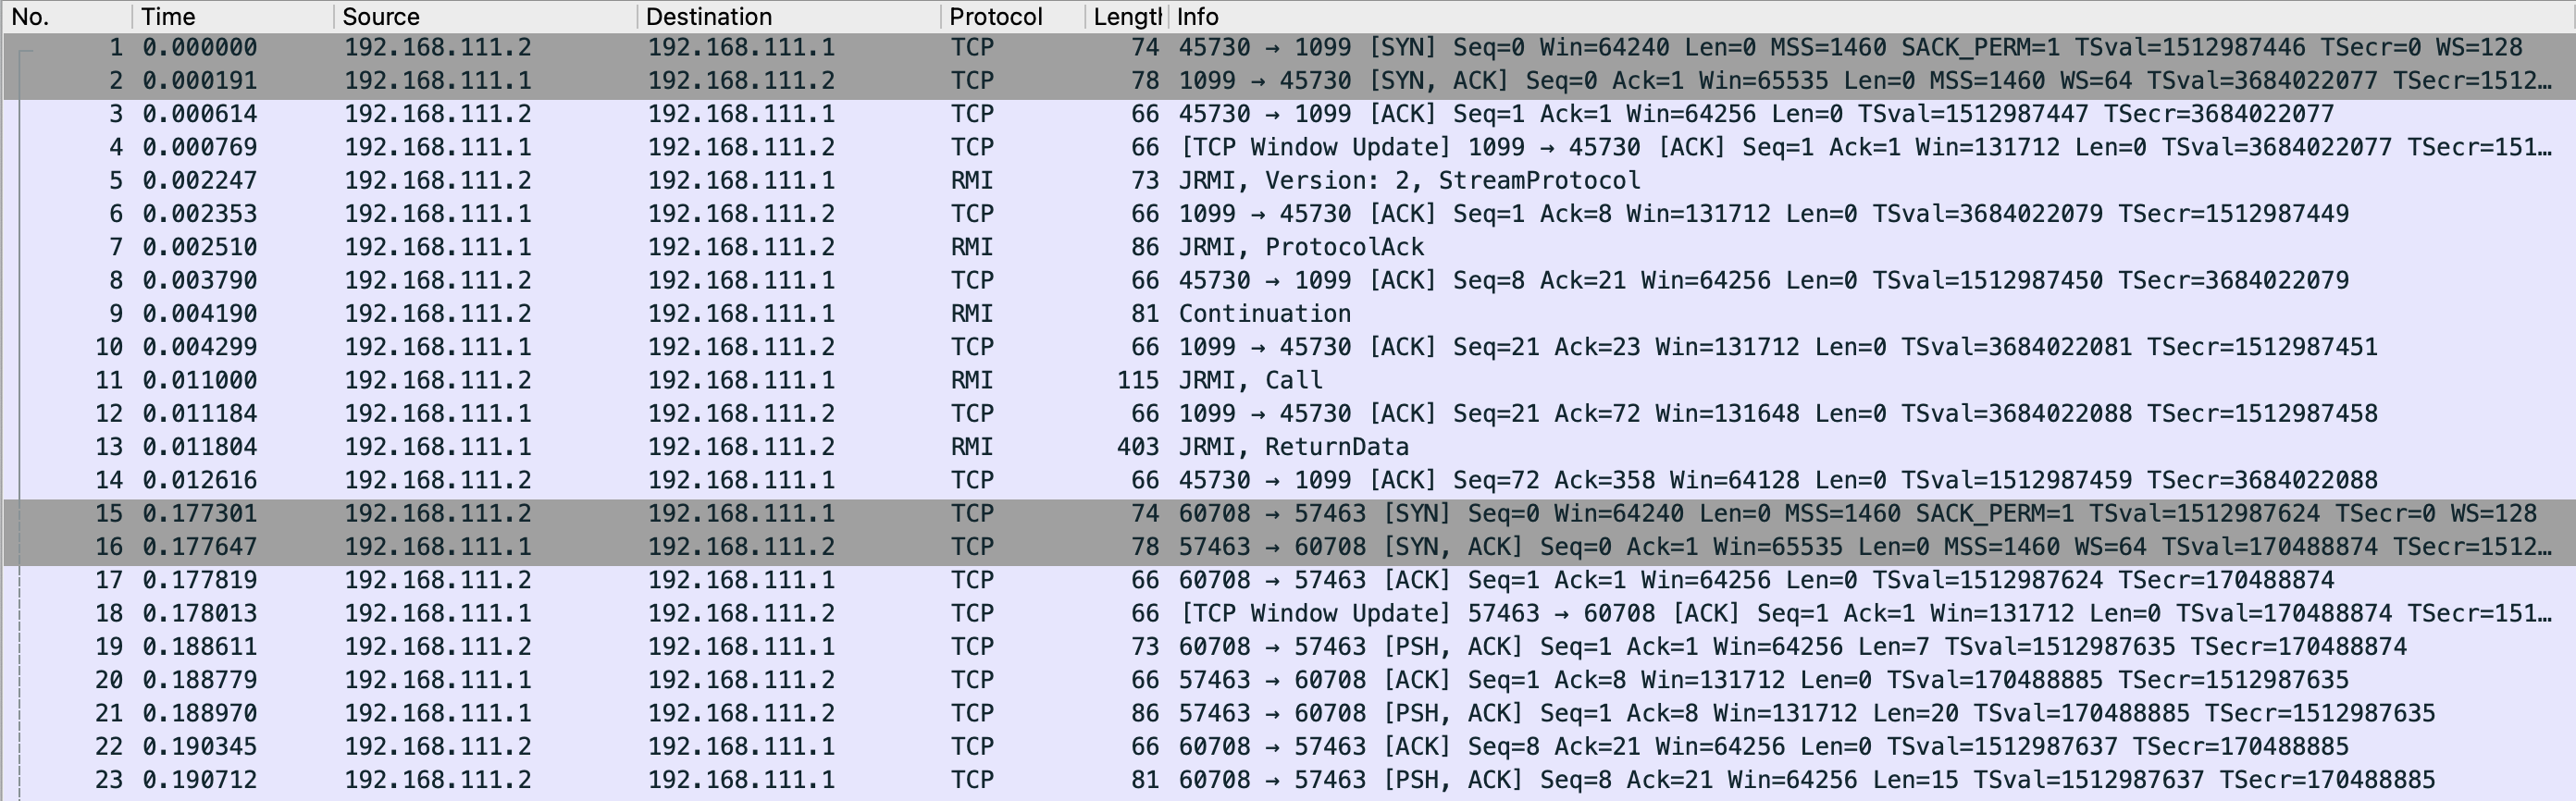 No. Time Source Destination Protocol Length Info
1 0.000000 192.168.111.2 192.168.111.1 TCP 74 45730 → 1099 [SYN] Seq=0 Win=64240 Len=0 MSS=1460 SACK_PERM=1 TSval=1512987446 TSecr=0 WS=128
2 0.000191 192.168.111.1 192.168.111.2 TCP 78 1099 → 45730 [SYN, ACK] Seq=0 Ack=1 Win=65535 Len=0 MSS=1460 WS=64 TSval=3684022077 TSecr=1512…
3 0.000614 192.168.111.2 192.168.111.1 TCP 66 45730 → 1099 [ACK] Seq=1 Ack=1 Win=64256 Len=0 TSval=1512987447 TSecr=3684022077
4 0.000769 192.168.111.1 192.168.111.2 TCP 66 [TCP Window Update] 1099 → 45730 [ACK] Seq=1 Ack=1 Win=131712 Len=0 TSval=3684022077 TSecr=151…
5 0.002247 192.168.111.2 192.168.111.1 RMI 73 JRMI, Version: 2, StreamProtocol
6 0.002353 192.168.111.1 192.168.111.2 TCP 66 1099 → 45730 [ACK] Seq=1 Ack=8 Win=131712 Len=0 TSval=3684022079 TSecr=1512987449
7 0.002510 192.168.111.1 192.168.111.2 RMI 86 JRMI, ProtocolAck
8 0.003790 192.168.111.2 192.168.111.1 TCP 66 45730 → 1099 [ACK] Seq=8 Ack=21 Win=64256 Len=0 TSval=1512987450 TSecr=3684022079
9 0.004190 192.168.111.2 192.168.111.1 RMI 81 Continuation
10 0.004299 192.168.111.1 192.168.111.2 TCP 66 1099 → 45730 [ACK] Seq=21 Ack=23 Win=131712 Len=0 TSval=3684022081 TSecr=1512987451
11 0.011000 192.168.111.2 192.168.111.1 RMI 115 JRMI, Call
12 0.011184 192.168.111.1 192.168.111.2 TCP 66 1099 → 45730 [ACK] Seq=21 Ack=72 Win=131648 Len=0 TSval=3684022088 TSecr=1512987458
13 0.011804 192.168.111.1 192.168.111.2 RMI 403 JRMI, ReturnData
14 0.012616 192.168.111.2 192.168.111.1 TCP 66 45730 → 1099 [ACK] Seq=72 Ack=358 Win=64128 Len=0 TSval=1512987459 TSecr=3684022088
15 0.177301 192.168.111.2 192.168.111.1 TCP 74 60708 → 57463 [SYN] Seq=0 Win=64240 Len=0 MSS=1460 SACK_PERM=1 TSval=1512987624 TSecr=0 WS=128
16 0.177647 192.168.111.1 192.168.111.2 TCP 78 57463 → 60708 [SYN, ACK] Seq=0 Ack=1 Win=65535 Len=0 MSS=1460 WS=64 TSval=170488874 TSecr=1512…
17 0.177819 192.168.111.2 192.168.111.1 TCP 66 60708 → 57463 [ACK] Seq=1 Ack=1 Win=64256 Len=0 TSval=1512987624 TSecr=170488874
18 0.178013 192.168.111.1 192.168.111.2 TCP 66 [TCP Window Update] 57463 → 60708 [ACK] Seq=1 Ack=1 Win=131712 Len=0 TSval=170488874 TSecr=151…
19 0.188611 192.168.111.2 192.168.111.1 TCP 73 60708 → 57463 [PSH, ACK] Seq=1 Ack=1 Win=64256 Len=7 TSval=1512987635 TSecr=170488874
20 0.188779 192.168.111.1 192.168.111.2 TCP 66 57463 → 60708 [ACK] Seq=1 Ack=8 Win=131712 Len=0 TSval=170488885 TSecr=1512987635
21 0.188970 192.168.111.1 192.168.111.2 TCP 86 57463 → 60708 [PSH, ACK] Seq=1 Ack=8 Win=131712 Len=20 TSval=170488885 TSecr=1512987635
22 0.190345 192.168.111.2 192.168.111.1 TCP 66 60708 → 57463 [ACK] Seq=8 Ack=21 Win=64256 Len=0 TSval=1512987637 TSecr=170488885
23 0.190712 192.168.111.2 192.168.111.1 TCP 81 60708 → 57463 [PSH, ACK] Seq=8 Ack=21 Win=64256 Len=15 TSval=1512987637 TSecr=170488885